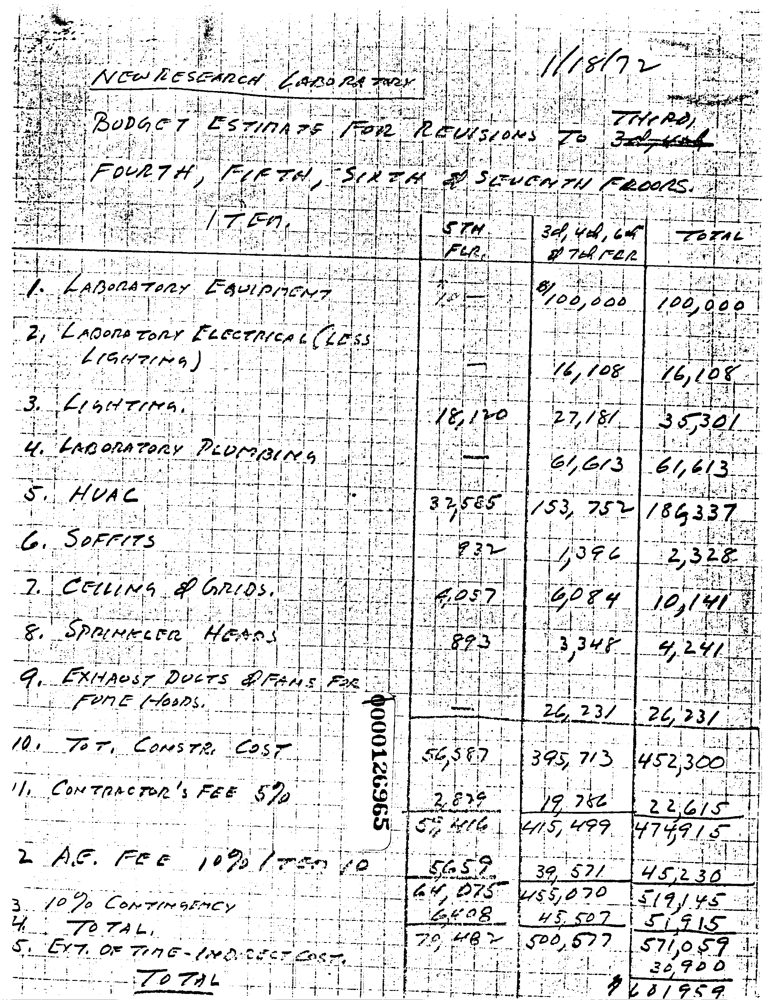 1/18/72
NEW RESEARCH LABORATORY
BUDGET ESTIMATE FOR REVISIONS TO THIRD,
FOURTH, FIFTH, SIXTH & SEVENTH FROORS.
ITEM. 5TH FLR. 3d, 4th, 6th & 7th FLR TOTAL
1. LABORATORY EQUIPMENT — $100,000 100,000
2, LABORATORY ELECTRICAL (LESS
LIGHTING) — 16,108 16,108
3. LIGHTING. 18,120 27,181 35,301
4. LABORATORY PLUMBING — 61,613 61,613
5. HVAC 32,585 153,752 186,337
6. SOFFITS 932 1,396 2,328
7. CEILING & GRIDS. 4,057 6,084 10,141
8. SPRINKLER HEADS 893 3,348 4,241
9. EXHAUST DUCTS & FANS FOR
FUME HOODS. — 26,231 26,231
10. TOT. CONSTR. COST 56,587 395,713 452,300
11. CONTRACTOR'S FEE 5% 2,829 19,786 22,615
59,416 415,499 474,915
2 A.E. FEE 10% ITEM 10 5,659 39,571 45,230
64,075 455,070 519,145
3. 10% CONTINGENCY 6,408 45,507 51,915
4. TOTAL. 70,482 500,577 571,059
5. EXT. OF TIME-INDIRECT COST. 30,900
TOTAL $601959
0000126965